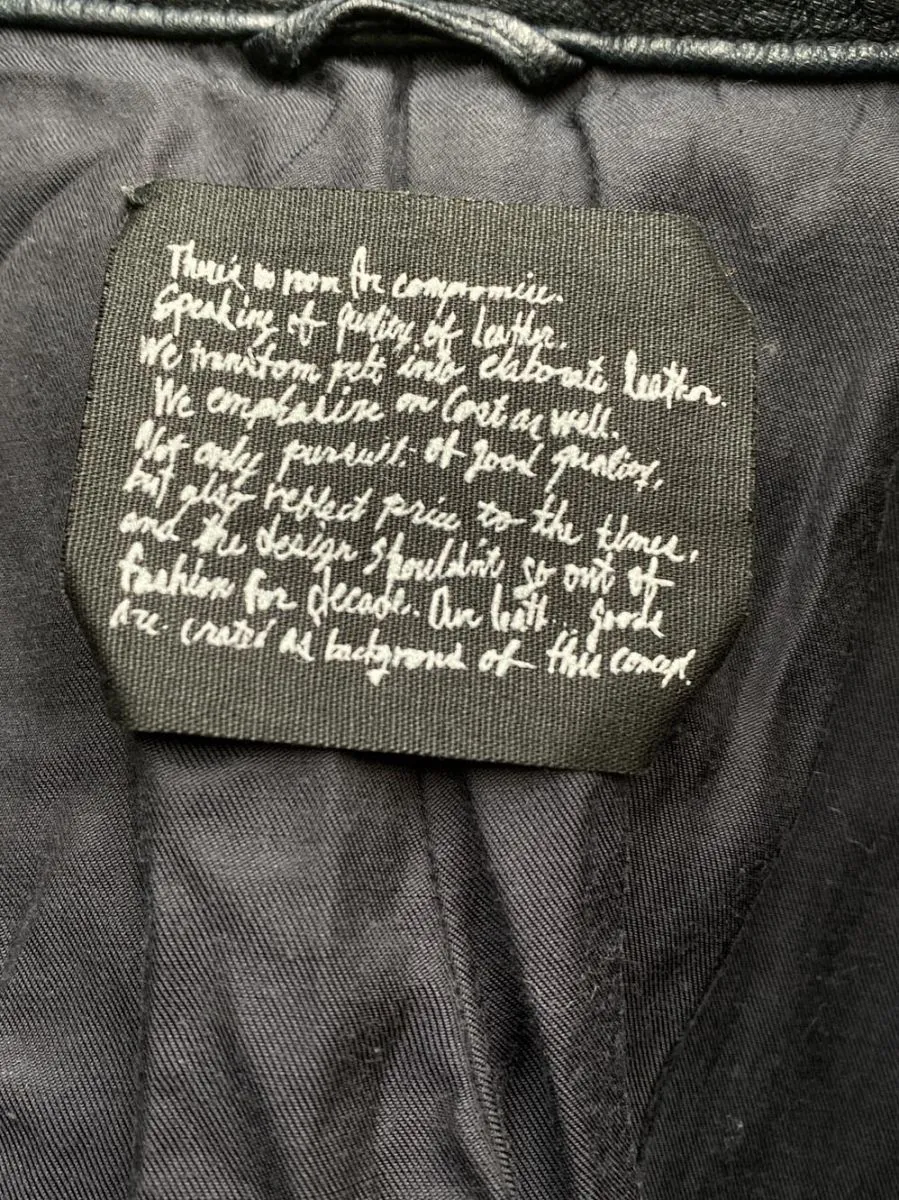 There's no room for compromise.
Speaking of quality of leather,
We transform pelt into elaborate leather.
We emphasize on Cost as well.
Not only pursuit of good quality,
but also reflect price to the times,
and the design shouldn't go out of
fashion for decade. Our goods
are crated as background of this concept.